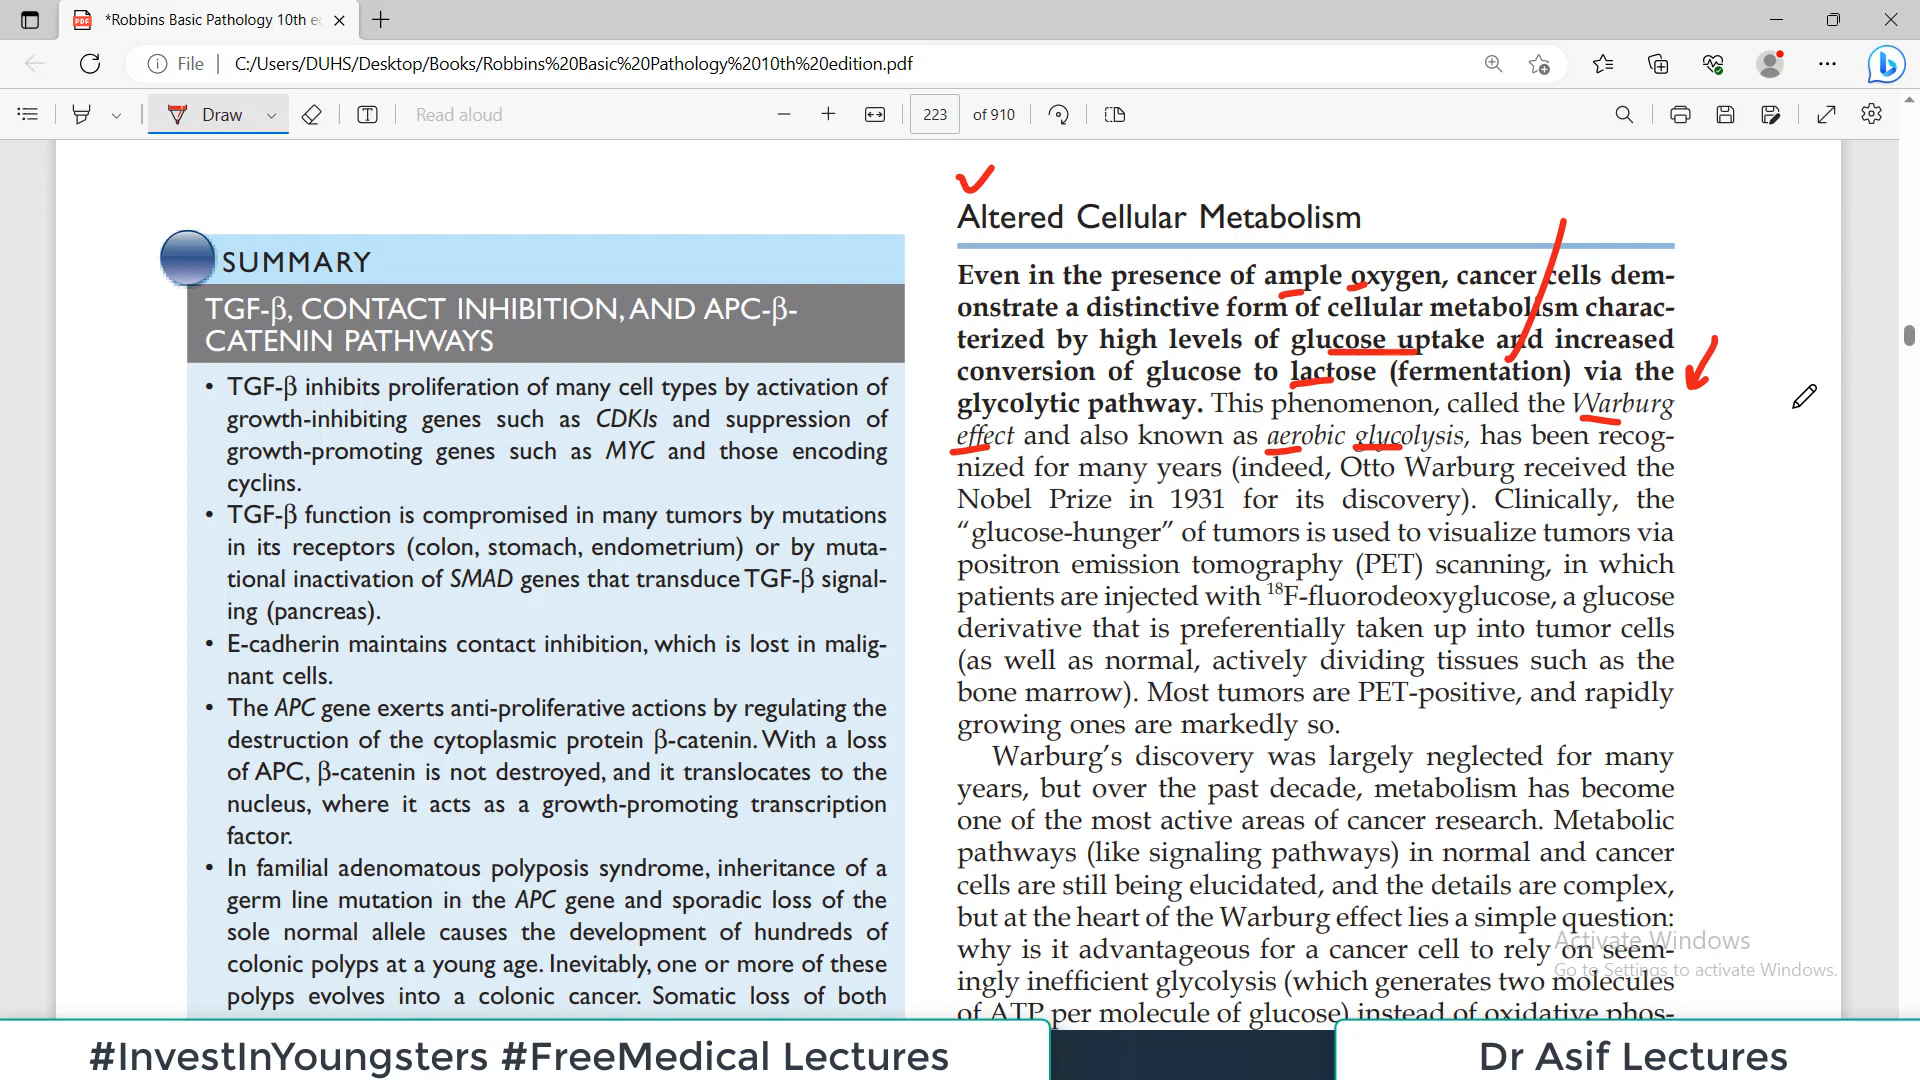 *Robbins Basic Pathology 10th e
File
C:/Users/DUHS/Desktop/Books/Robbins%20Basic%20Pathology%2010th%20edition.pdf
Draw
Read aloud
223 of 910
SUMMARY
TGF-β, CONTACT INHIBITION, AND APC-β-
CATENIN PATHWAYS
• TGF-β inhibits proliferation of many cell types by activation of
growth-inhibiting genes such as CDKIs and suppression of
growth-promoting genes such as MYC and those encoding
cyclins.
• TGF-β function is compromised in many tumors by mutations
in its receptors (colon, stomach, endometrium) or by muta-
tional inactivation of SMAD genes that transduce TGF-β signal-
ing (pancreas).
• E-cadherin maintains contact inhibition, which is lost in malig-
nant cells.
• The APC gene exerts anti-proliferative actions by regulating the
destruction of the cytoplasmic protein β-catenin. With a loss
of APC, β-catenin is not destroyed, and it translocates to the
nucleus, where it acts as a growth-promoting transcription
factor.
• In familial adenomatous polyposis syndrome, inheritance of a
germ line mutation in the APC gene and sporadic loss of the
sole normal allele causes the development of hundreds of
colonic polyps at a young age. Inevitably, one or more of these
polyps evolves into a colonic cancer. Somatic loss of both
Altered Cellular Metabolism
Even in the presence of ample oxygen, cancer cells dem-
onstrate a distinctive form of cellular metabolism charac-
terized by high levels of glucose uptake and increased
conversion of glucose to lactose (fermentation) via the
glycolytic pathway. This phenomenon, called the Warburg
effect and also known as aerobic glycolysis, has been recog-
nized for many years (indeed, Otto Warburg received the
Nobel Prize in 1931 for its discovery). Clinically, the
“glucose-hunger” of tumors is used to visualize tumors via
positron emission tomography (PET) scanning, in which
patients are injected with ¹⁸F-fluorodeoxyglucose, a glucose
derivative that is preferentially taken up into tumor cells
(as well as normal, actively dividing tissues such as the
bone marrow). Most tumors are PET-positive, and rapidly
growing ones are markedly so.
Warburg’s discovery was largely neglected for many
years, but over the past decade, metabolism has become
one of the most active areas of cancer research. Metabolic
pathways (like signaling pathways) in normal and cancer
cells are still being elucidated, and the details are complex,
but at the heart of the Warburg effect lies a simple question:
why is it advantageous for a cancer cell to rely on seem-
ingly inefficient glycolysis (which generates two molecules
of ATP per molecule of glucose) instead of oxidative phos-
Activate Windows
Go to Settings to activate Windows.
#InvestInYoungsters #FreeMedical Lectures
Dr Asif Lectures